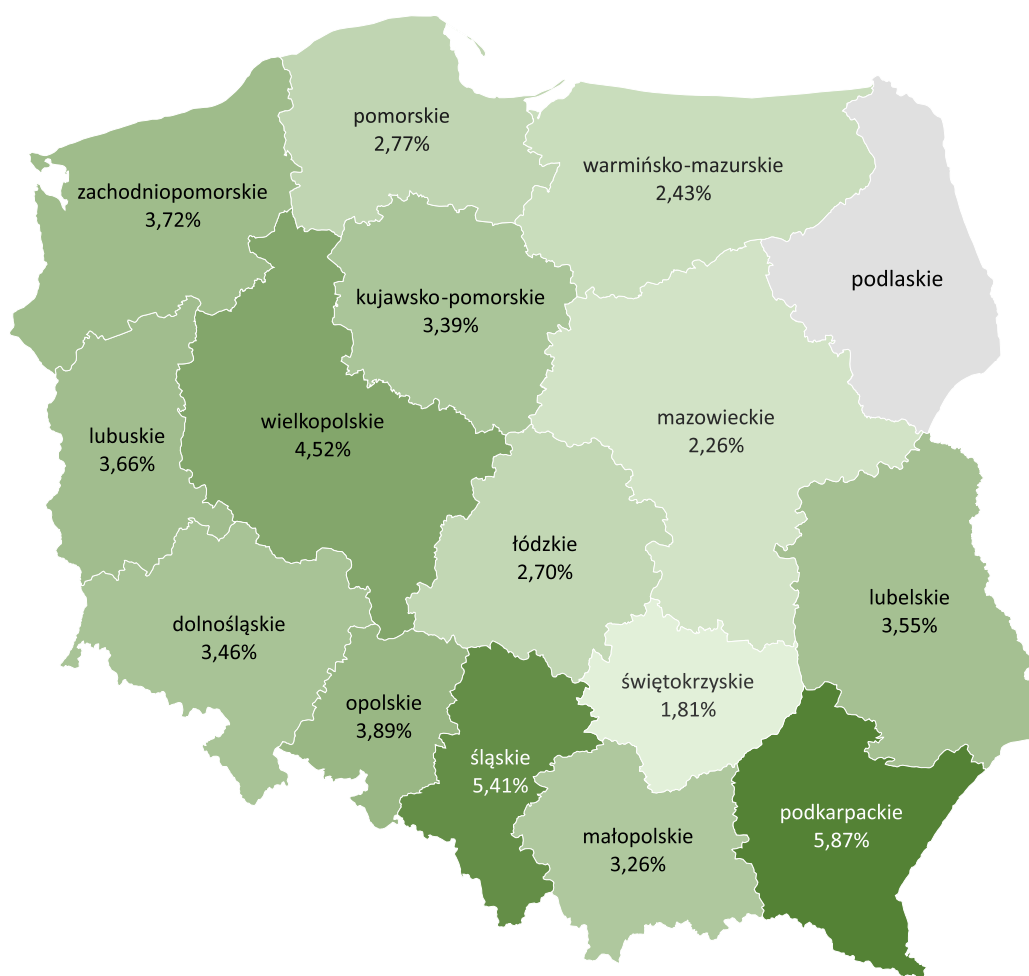 pomorskie
2,77%
warmińsko-mazurskie
2,43%
zachodniopomorskie
3,72%
podlaskie
kujawsko-pomorskie
3,39%
mazowieckie
2,26%
wielkopolskie
4,52%
lubuskie
3,66%
łódzkie
2,70%
lubelskie
3,55%
dolnośląskie
3,46%
świętokrzyskie
1,81%
opolskie
3,89%
śląskie
5,41%
podkarpackie
5,87%
małopolskie
3,26%